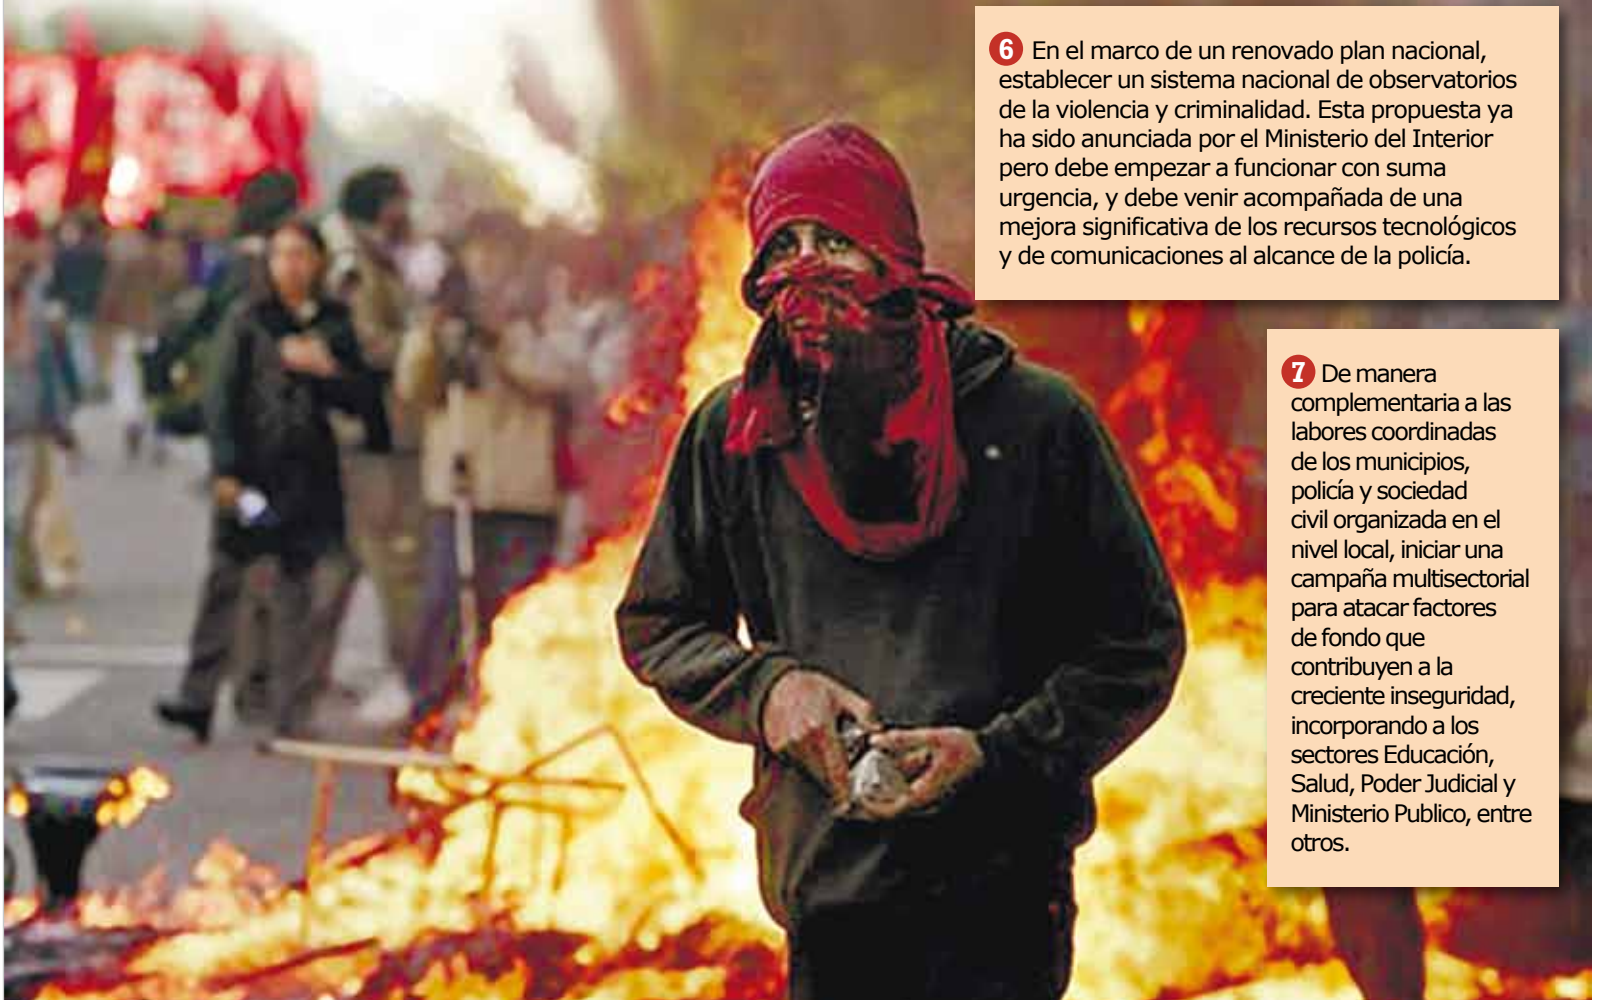 6 En el marco de un renovado plan nacional,
establecer un sistema nacional de observatorios
de la violencia y criminalidad. Esta propuesta ya
ha sido anunciada por el Ministerio del Interior
pero debe empezar a funcionar con suma
urgencia, y debe venir acompañada de una
mejora significativa de los recursos tecnológicos
y de comunicaciones al alcance de la policía.
7 De manera
complementaria a las
labores coordinadas
de los municipios,
policía y sociedad
civil organizada en el
nivel local, iniciar una
campaña multisectorial
para atacar factores
de fondo que
contribuyen a la
creciente inseguridad,
incorporando a los
sectores Educación,
Salud, Poder Judicial y
Ministerio Publico, entre
otros.